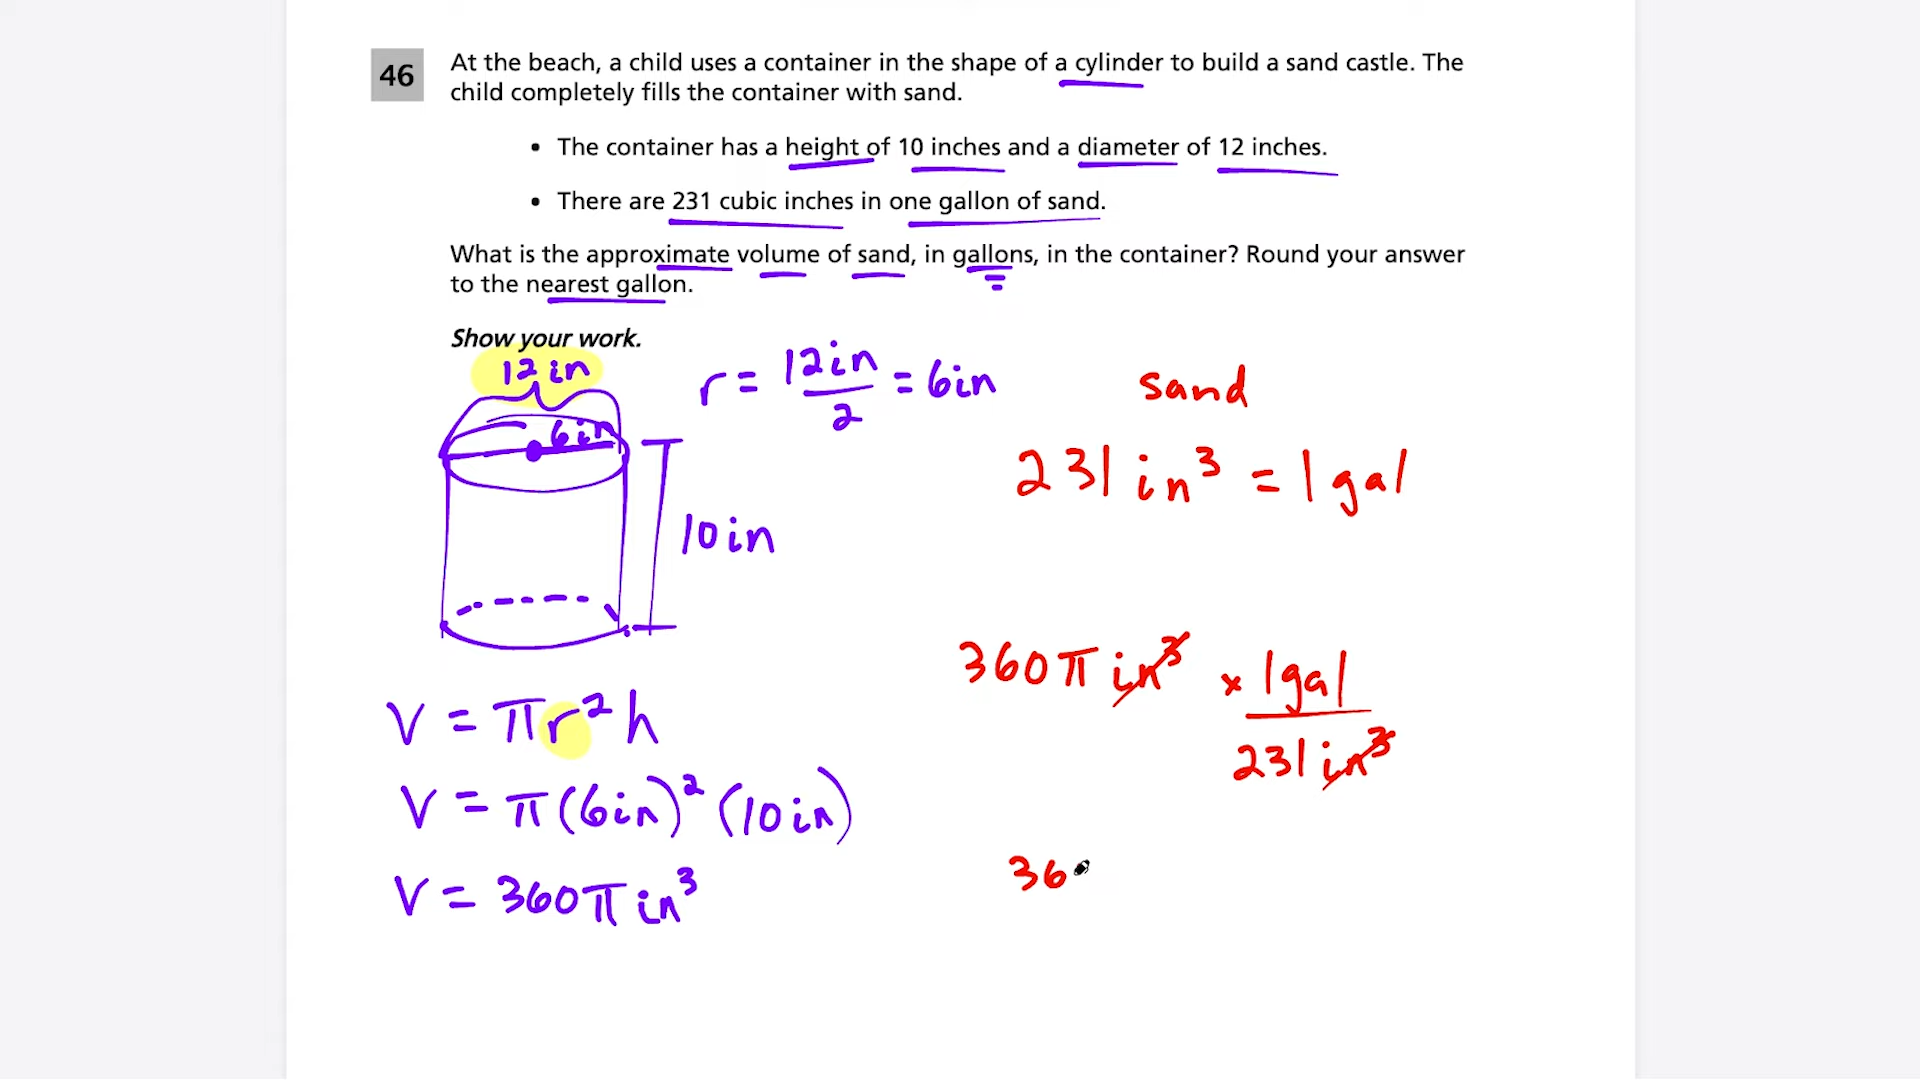 46
At the beach, a child uses a container in the shape of a cylinder to build a sand castle. The
child completely fills the container with sand.
• The container has a height of 10 inches and a diameter of 12 inches.
• There are 231 cubic inches in one gallon of sand.
What is the approximate volume of sand, in gallons, in the container? Round your answer
to the nearest gallon.
Show your work.
12 in
6in
10in
r = 12in/2 = 6in
V = πr²h
V = π(6in)²(10in)
V = 360π in³
sand
231 in³ = 1gal
360π in³ × 1gal/231in³
36